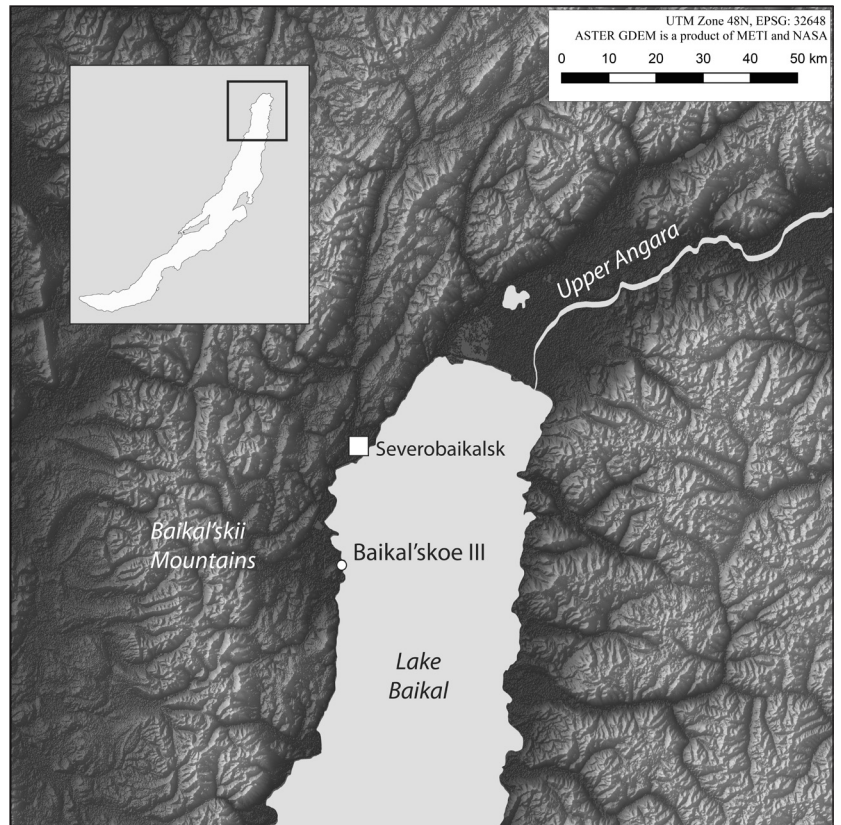 UTM Zone 48N, EPSG: 32648
ASTER GDEM is a product of METI and NASA
0 10 20 30 40 50 km
Upper Angara
Severobaikalsk
Baikal'skii
Mountains
Baikal'skoe III
Lake
Baikal